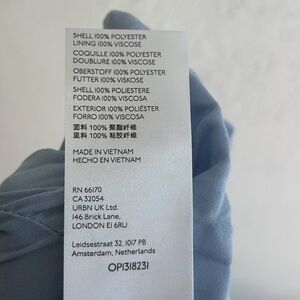 SHELL 100% POLYESTER
LINING 100% VISCOSE
COQUILLE 100% POLYESTER
DOUBLURE 100% VISCOSE
OBERSTOFF 100% POLYESTER
FUTTER 100% VISKOSE
SHELL 100% POLIESTERE
FODERA 100% VISCOSA
EXTERIOR 100% POLIÉSTER
FORRO 100% VISCOSA
面料 100% 聚酯纤维
里料 100% 粘胶纤维
MADE IN VIETNAM
HECHO EN VIETNAM
RN 66170
CA 32054
URBN UK Ltd.
146 Brick Lane,
LONDON E1 6RU
Leidsestraat 32, 1017 PB
Amsterdam, Netherlands
OP1318231